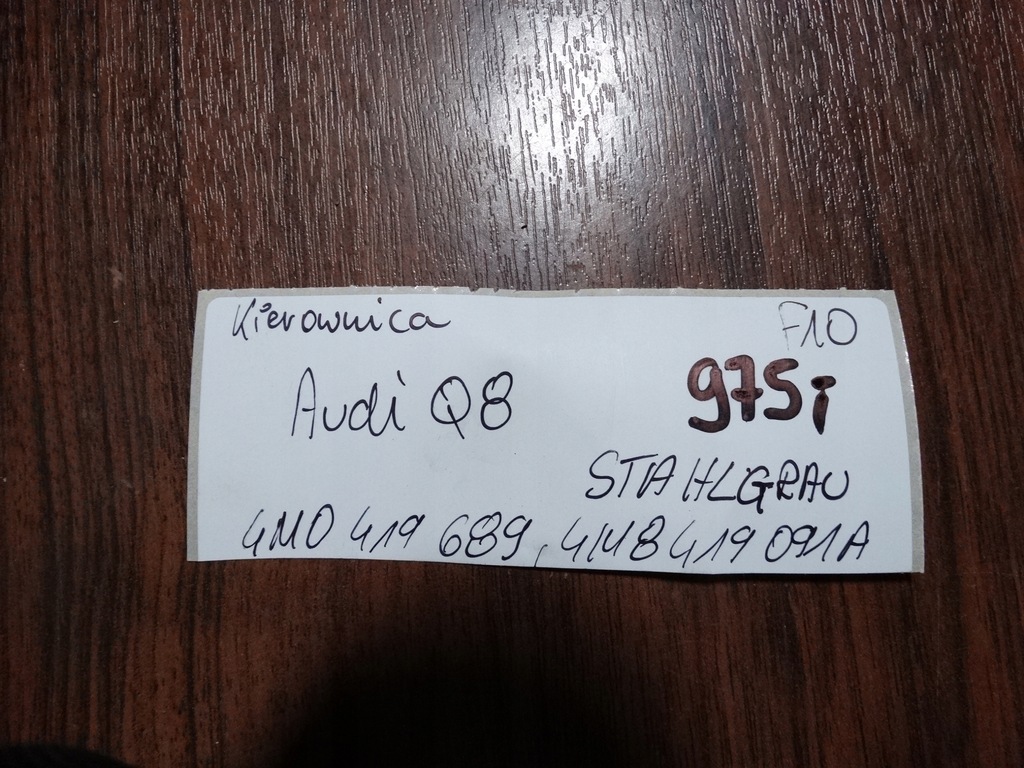 Kierownica F10
Audi Q8 975i
STAHLGRAU
4M0 419 689, 4M8 419 091A